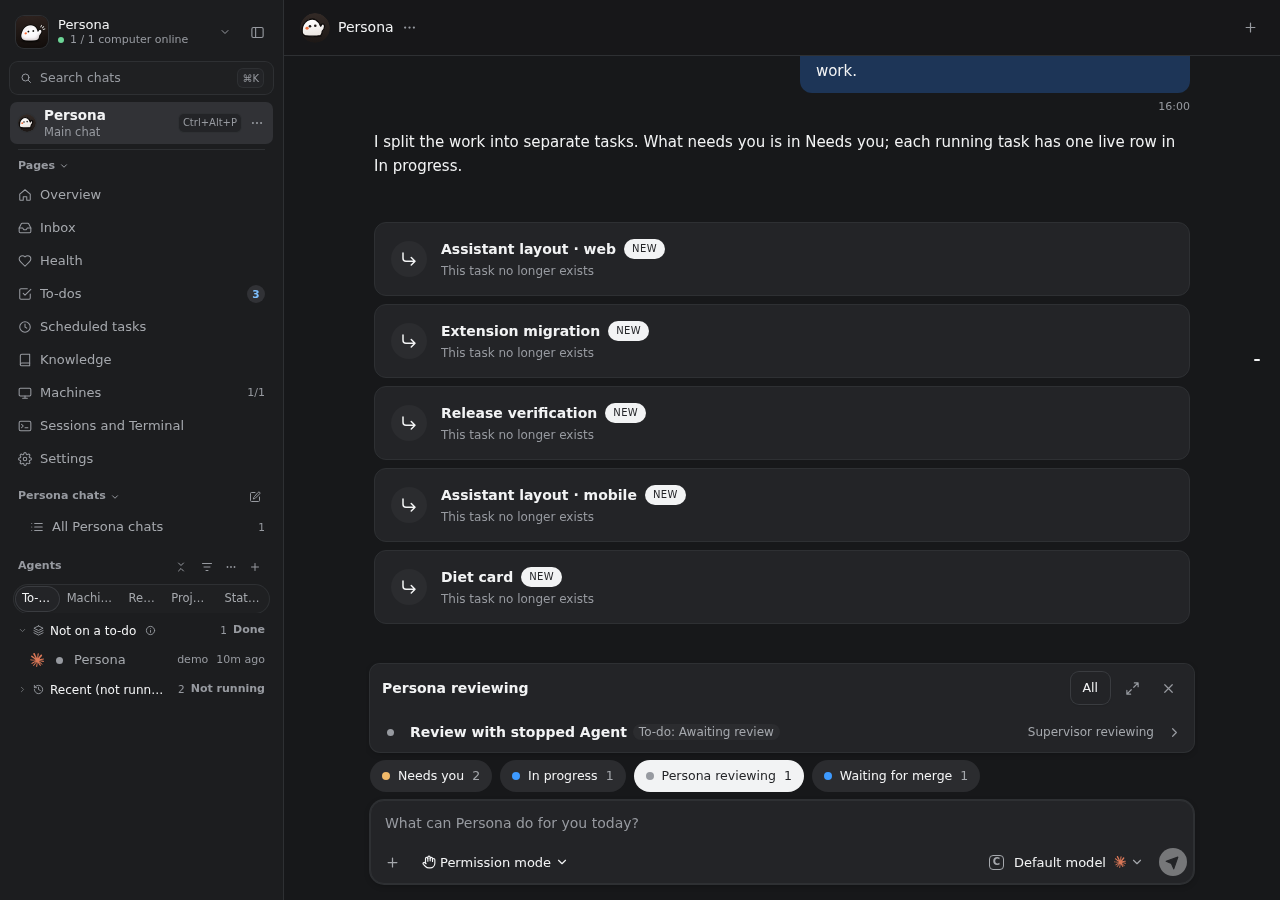 Persona
1 / 1 computer online
Search chats
⌘K
Persona
Main chat
Ctrl+Alt+P
Pages
Overview
Inbox
Health
To-dos
3
Scheduled tasks
Knowledge
Machines
1/1
Sessions and Terminal
Settings
Persona chats
All Persona chats
1
Agents
To-…
Machi…
Re…
Proj…
Stat…
Not on a to-do
1 Done
Persona
demo 10m ago
Recent (not runn…
2 Not running
Persona
work.
16:00
I split the work into separate tasks. What needs you is in Needs you; each running task has one live row in
In progress.
Assistant layout · web NEW
This task no longer exists
Extension migration NEW
This task no longer exists
Release verification NEW
This task no longer exists
Assistant layout · mobile NEW
This task no longer exists
Diet card NEW
This task no longer exists
Persona reviewing
All
Review with stopped Agent To-do: Awaiting review
Supervisor reviewing
Needs you 2
In progress 1
Persona reviewing 1
Waiting for merge 1
What can Persona do for you today?
Permission mode
C
Default model